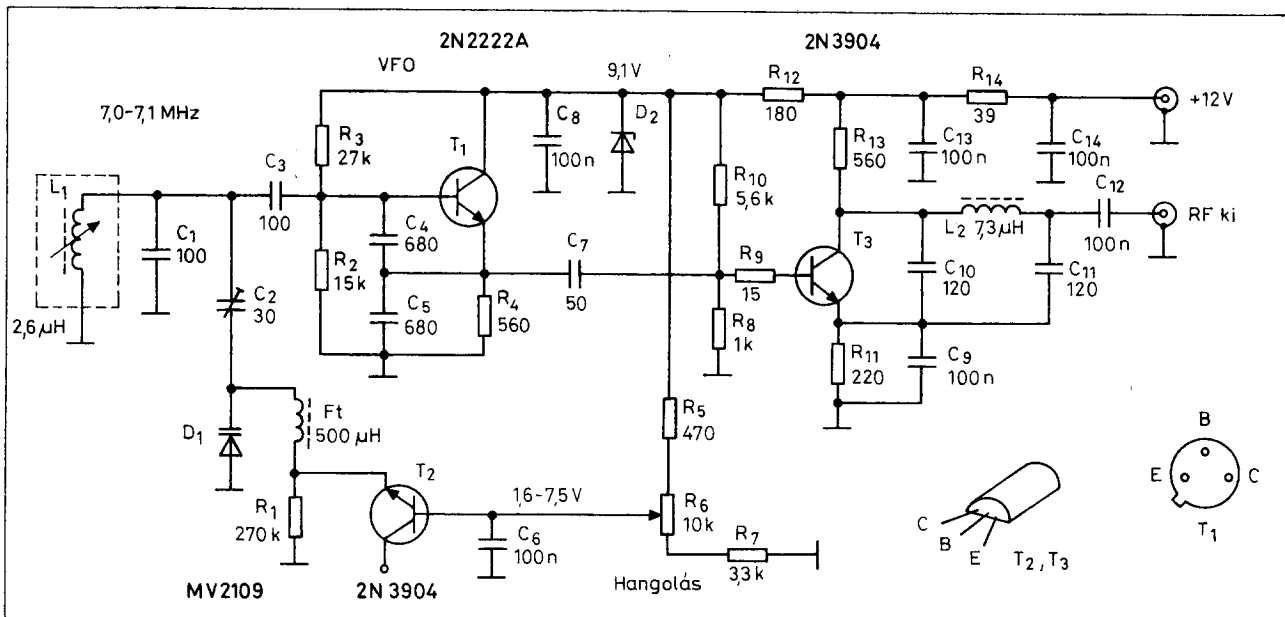 2N2222A
2N3904
VFO
9,1V
7,0-7,1 MHz
R12
180
R14
39
+12V
R3
27k
T1
C8
100n
D2
R13
560
C13
100n
C14
100n
L1
C3
100
R10
5,6k
C12
100n
RF ki
C1
100
C4
680
L2 7,3µH
T3
C2
30
R2
15k
C7
50
R9
15
C10
120
C11
120
C5
680
R4
560
R8
1k
2,6µH
R11
220
C9
100n
D1
Ft
500µH
R5
470
B
E
C
T1
T2
1,6-7,5V
R6
10k
R1
270k
C6
100n
R7
3,3k
C
B
E
T2, T3
MV2109
2N3904
Hangolás